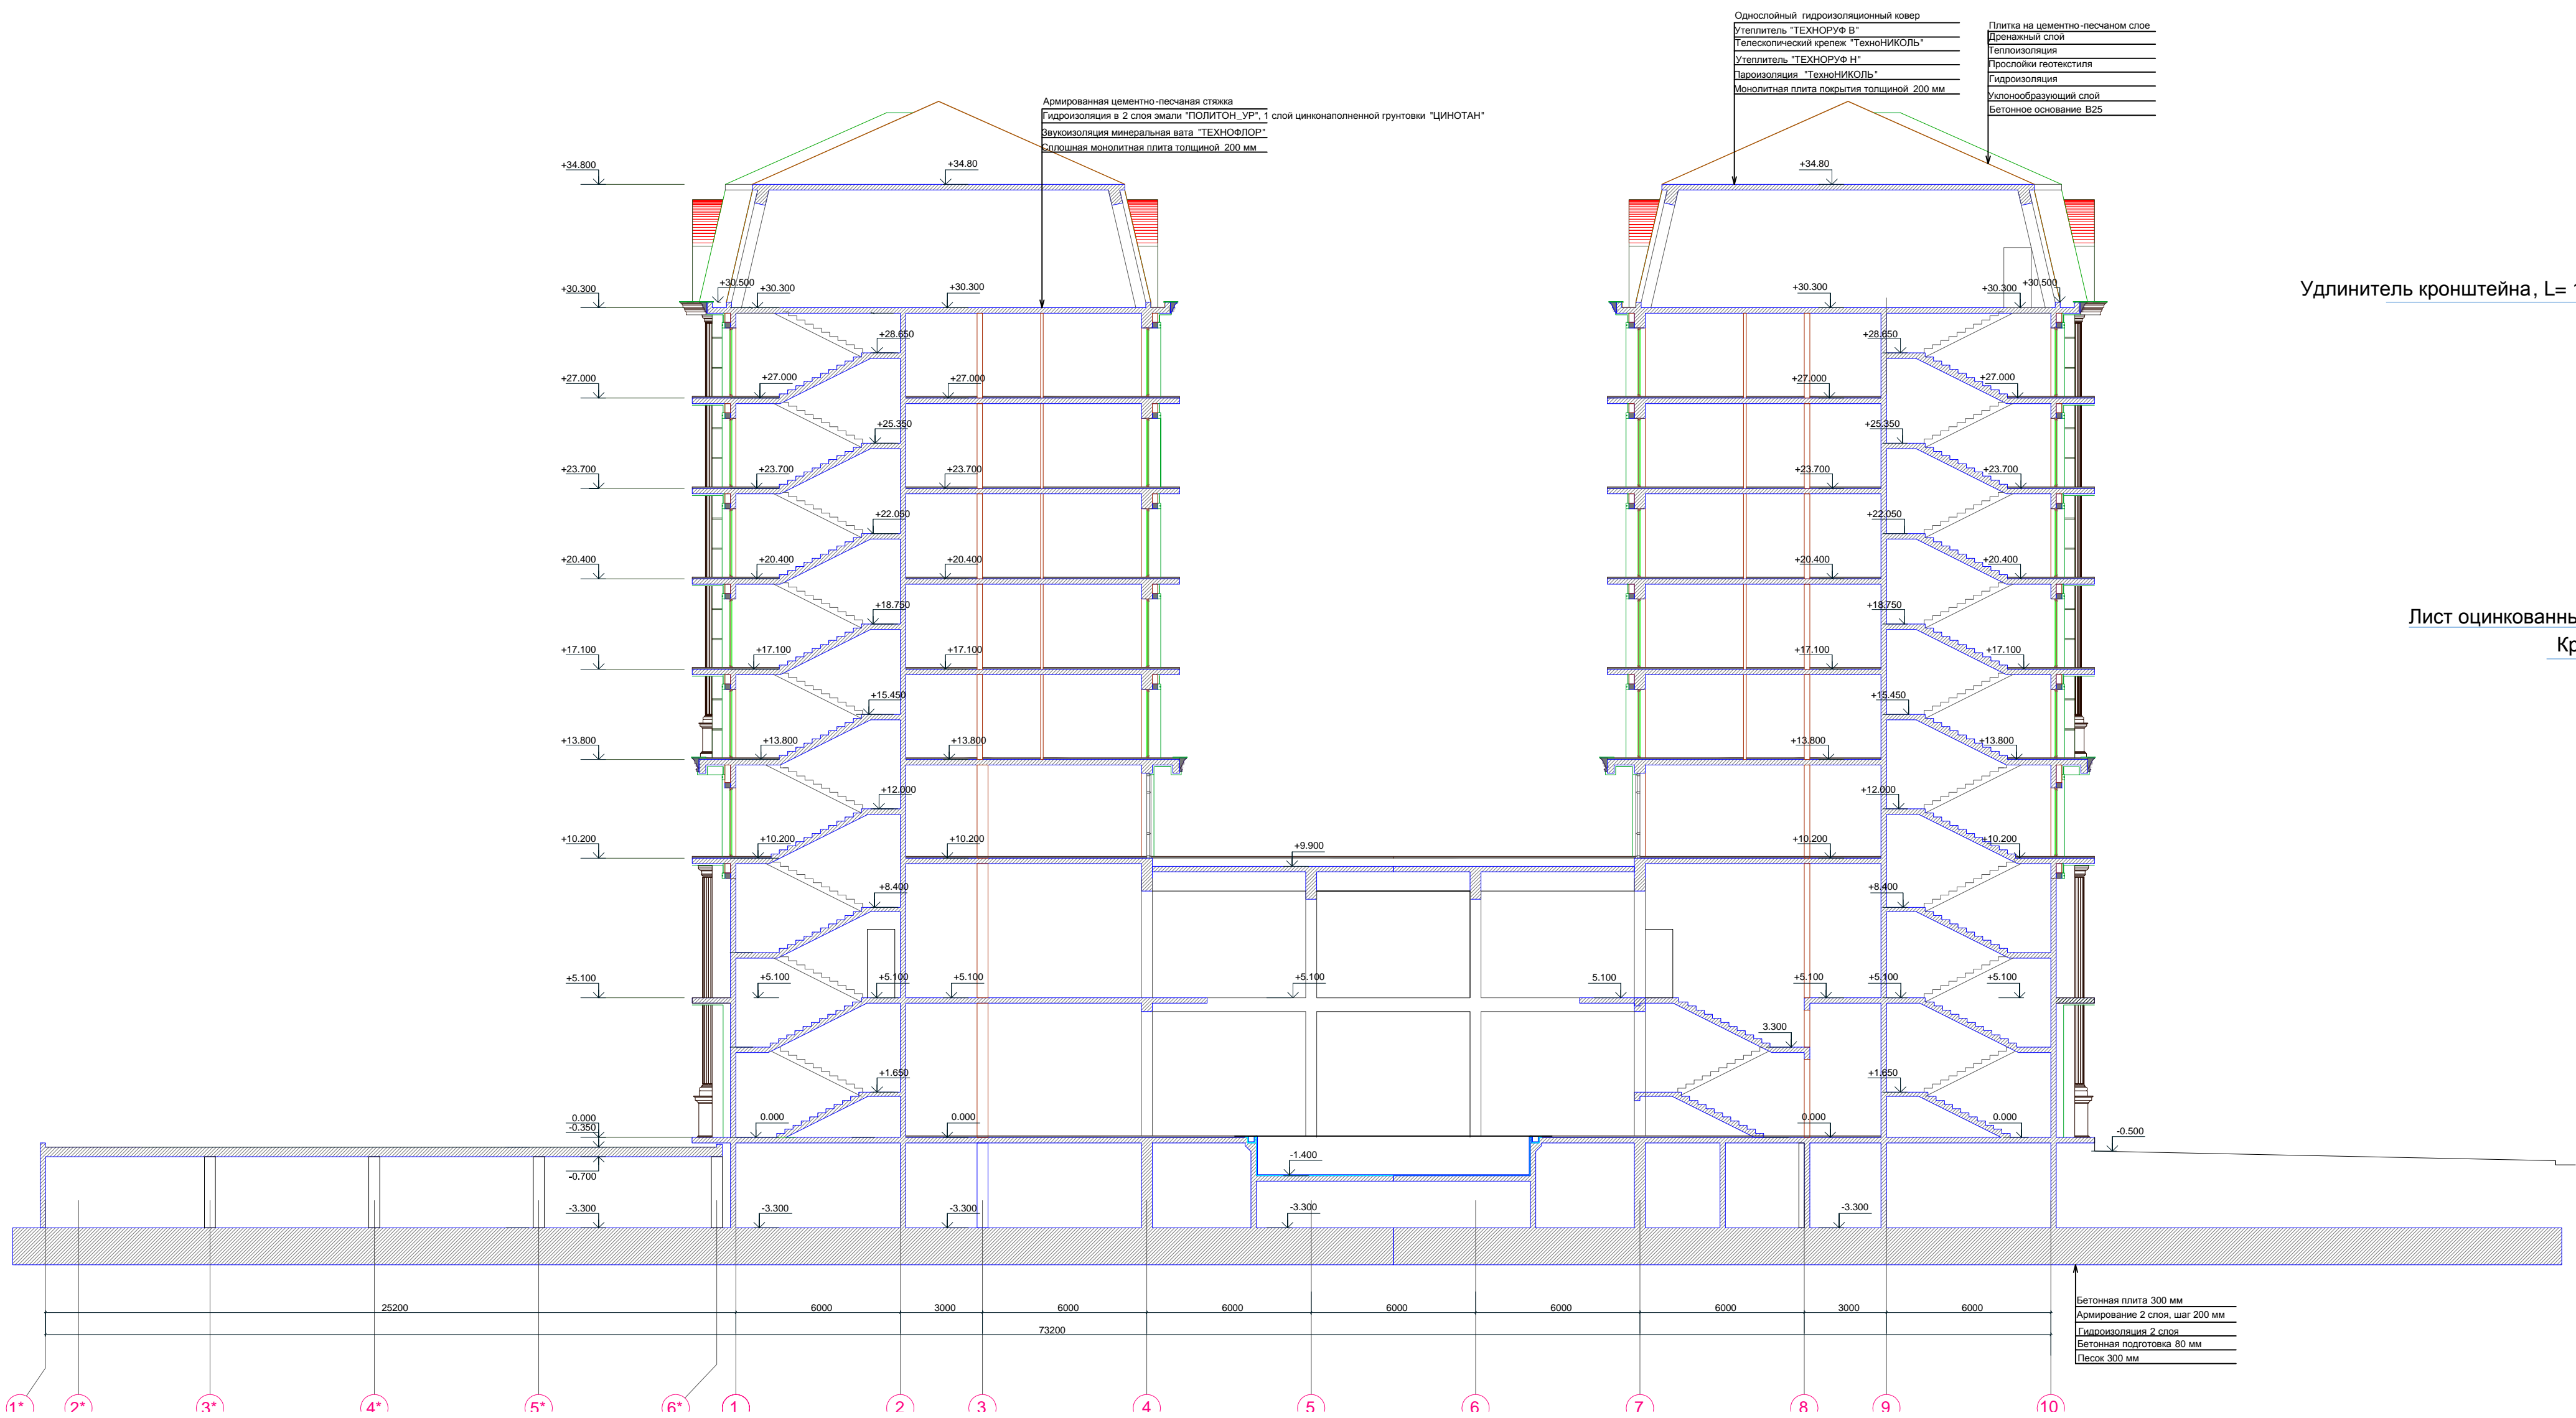 Однослойный гидроизоляционный ковер
Утеплитель "ТЕХНОРУФ В"
Телескопический крепеж "ТехноНИКОЛЬ"
Утеплитель "ТЕХНОРУФ Н"
Пароизоляция "ТехноНИКОЛЬ"
Монолитная плита покрытия толщиной 200 мм
Плитка на цементно-песчаном слое
Дренажный слой
Теплоизоляция
Прослойки геотекстиля
Гидроизоляция
Уклонообразующий слой
Бетонное основание В25
Армированная цементно-песчаная стяжка
Гидроизоляция в 2 слоя эмали "ПОЛИТОН_УР", 1 слой цинконаполненной грунтовки "ЦИНОТАН"
Звукоизоляция минеральная вата "ТЕХНОФЛОР"
Сплошная монолитная плита толщиной 200 мм
+34.800 +34.80 +34.80
Удлинитель кронштейна, L=
+30.300 +30.500 +30.300 +30.300 +30.300 +30.300 +30.500
+28.650 +28.650
+27.000 +27.000 +27.000 +27.000 +27.000
+25.350 +25.350
+23.700 +23.700 +23.700 +23.700 +23.700
+22.050 +22.050
+20.400 +20.400 +20.400 +20.400 +20.400
+18.750 +18.750
Лист оцинкованны
Кр
+17.100 +17.100 +17.100 +17.100 +17.100
+15.450 +15.450
+13.800 +13.800 +13.800 +13.800 +13.800
+12.000 +12.000
+10.200 +10.200 +10.200 +10.200 +10.200
+9.900
+8.400 +8.400
+5.100 +5.100 +5.100 +5.100 +5.100 5.100 +5.100 +5.100 +5.100
3.300
+1.650 +1.650
0.000 0.000 0.000 0.000 0.000
-0.350
-0.500
-1.400
-0.700
-3.300 -3.300 -3.300 -3.300 -3.300
25200 6000 3000 6000 6000 6000 6000 6000 3000 6000
73200
Бетонная плита 300 мм
Армирование 2 слоя, шаг 200 мм
Гидроизоляция 2 слоя
Бетонная подготовка 80 мм
Песок 300 мм
1* 2* 3* 4* 5* 6* 1 2 3 4 5 6 7 8 9 10